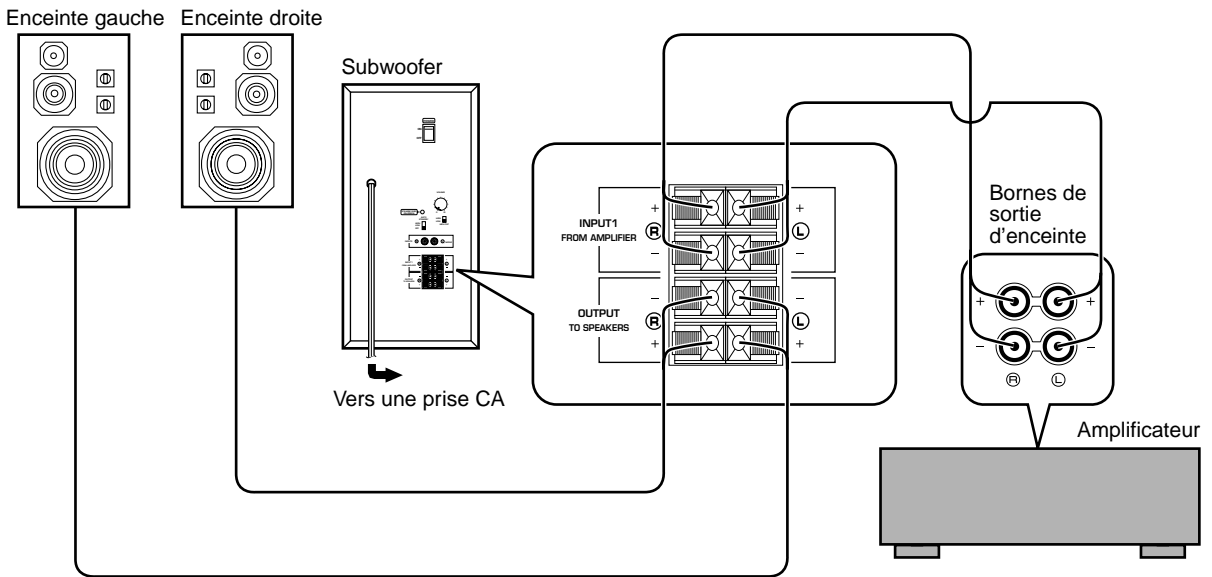 Enceinte gauche
Enceinte droite
Subwoofer
Vers une prise CA
INPUT1
FROM AMPLIFIER
R
L
+
+
−
−
OUTPUT
TO SPEAKERS
R
L
−
−
+
+
Bornes de
sortie
d’enceinte
+
+
−
−
R
L
Amplificateur